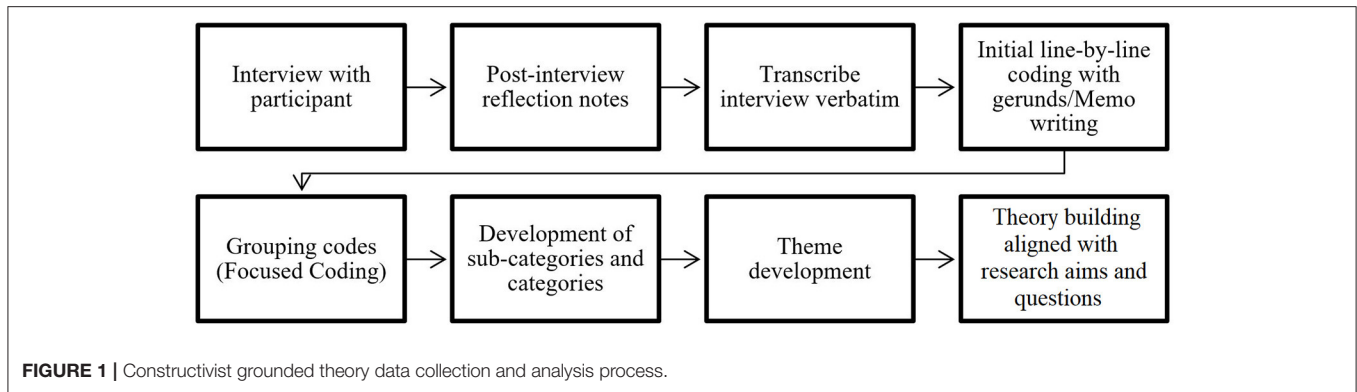 Interview with
participant
Post-interview
reflection notes
Transcribe
interview verbatim
Initial line-by-line
coding with
gerunds/Memo
writing
Grouping codes
(Focused Coding)
Development of
sub-categories and
categories
Theme
development
Theory building
aligned with
research aims and
questions
FIGURE 1 | Constructivist grounded theory data collection and analysis process.